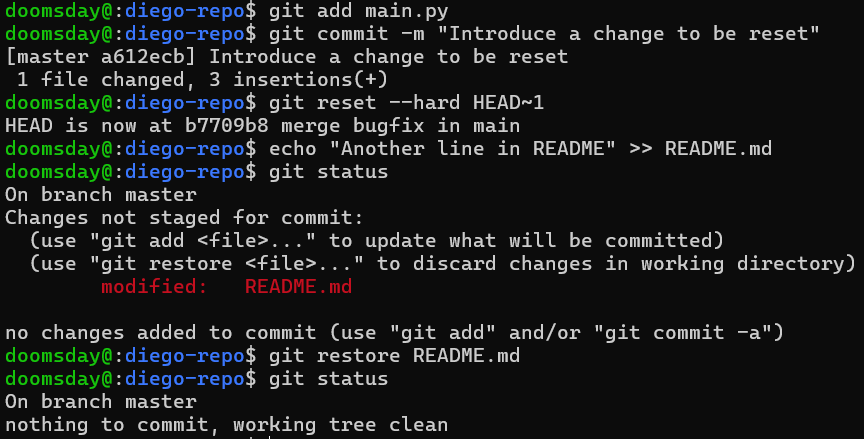 doomsday@:diego-repo$ git add main.py
doomsday@:diego-repo$ git commit -m "Introduce a change to be reset"
[master a612ecb] Introduce a change to be reset
 1 file changed, 3 insertions(+)
doomsday@:diego-repo$ git reset --hard HEAD~1
HEAD is now at b7709b8 merge bugfix in main
doomsday@:diego-repo$ echo "Another line in README" >> README.md
doomsday@:diego-repo$ git status
On branch master
Changes not staged for commit:
  (use "git add <file>..." to update what will be committed)
  (use "git restore <file>..." to discard changes in working directory)
        modified:   README.md

no changes added to commit (use "git add" and/or "git commit -a")
doomsday@:diego-repo$ git restore README.md
doomsday@:diego-repo$ git status
On branch master
nothing to commit, working tree clean